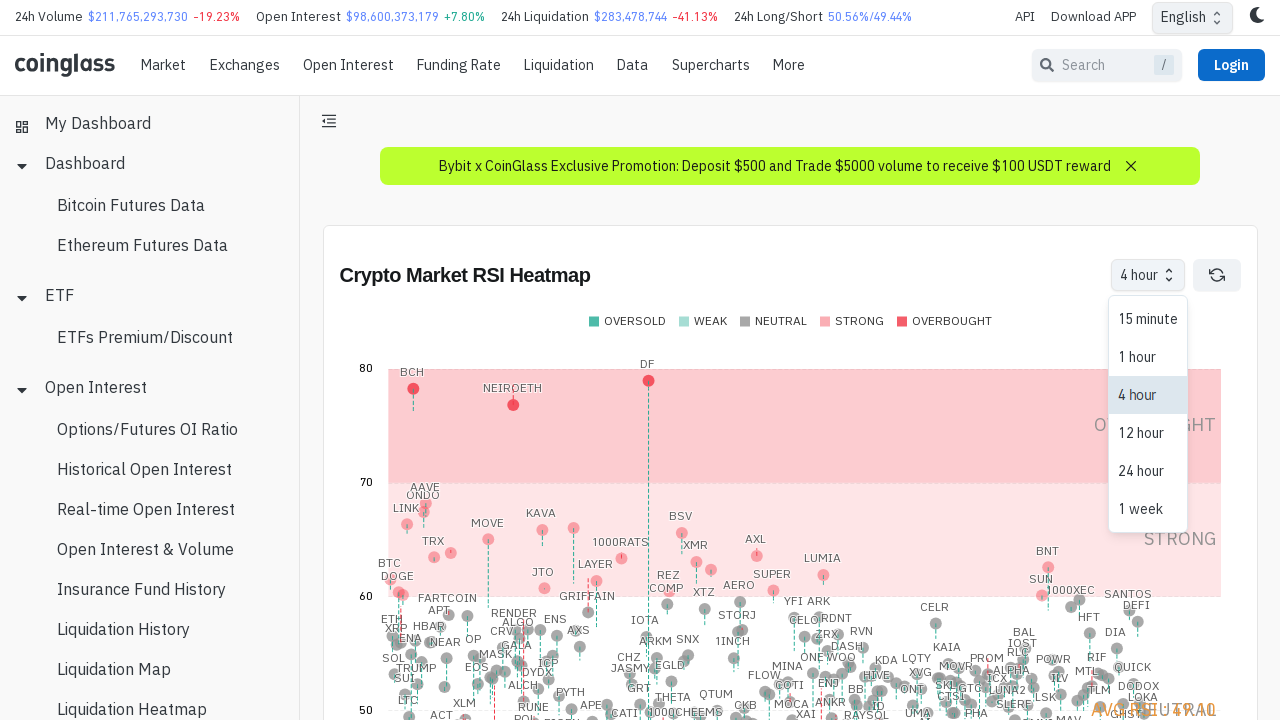 24h Volume $211,765,293,730 -19.23% Open Interest $98,600,373,179 +7.80% 24h Liquidation $283,478,744 -41.13% 24h Long/Short 50.56%/49.44% API Download APP English
coinglass Market Exchanges Open Interest Funding Rate Liquidation Data Supercharts More Search / Login
My Dashboard
Dashboard
Bitcoin Futures Data
Ethereum Futures Data
ETF
ETFs Premium/Discount
Open Interest
Options/Futures OI Ratio
Historical Open Interest
Real-time Open Interest
Open Interest & Volume
Insurance Fund History
Liquidation History
Liquidation Map
Liquidation Heatmap
Bybit x CoinGlass Exclusive Promotion: Deposit $500 and Trade $5000 volume to receive $100 USDT reward
Crypto Market RSI Heatmap
4 hour
15 minute
1 hour
4 hour
12 hour
24 hour
1 week
OVERSOLD WEAK NEUTRAL STRONG OVERBOUGHT
80
70
60
50
STRONG
DF
BCH
NEIROETH
AAVE
ONDO
LINK
MOVE
KAVA
BSV
TRX
1000RATS
XMR
AXL
LUMIA
BNT
BTC
DOGE
JTO
LAYER
REZ
COMP
SUPER
SUN
1000XEC
AERO
XTZ
FARTCOIN
GRIFFAIN
SANTOS
DEFI
YFI ARK
CELR
APT
RENDER
ALGO
ENS
IOTA
STORJ
CELO
RDNT
HFT
ETH
XRP
HBAR
ENA
NEAR
OP
CRV
GALA
AXS
ARKM
SNX
1INCH
ZRX
DASH
RVN
KAIA
BAL
IOST
DIA
SOL
TRUMP
SUI
EOS
MASK
ICP
DYDX
CHZ
JASMY
EGLD
FLOW
MINA
ONE
WOO
KDA
LQTY
MOVR
PROM
RLC
ALPHA
POWR
RIF
QUICK
LTC
XLM
ACT
ALCH
RUNE
PYTH
APE
GRT
THETA
QTUM
CKB
COTI
MOCA
XAI
ANKR
BB
HIVE
XVG
ONT
UMA
RAYSOL
GTC
CTSI
PHA
ICX
LUNA2
SLERF
LSK
ILV
MTL
TLM
DODOX
LOKA
CATI
1000CHEEMS